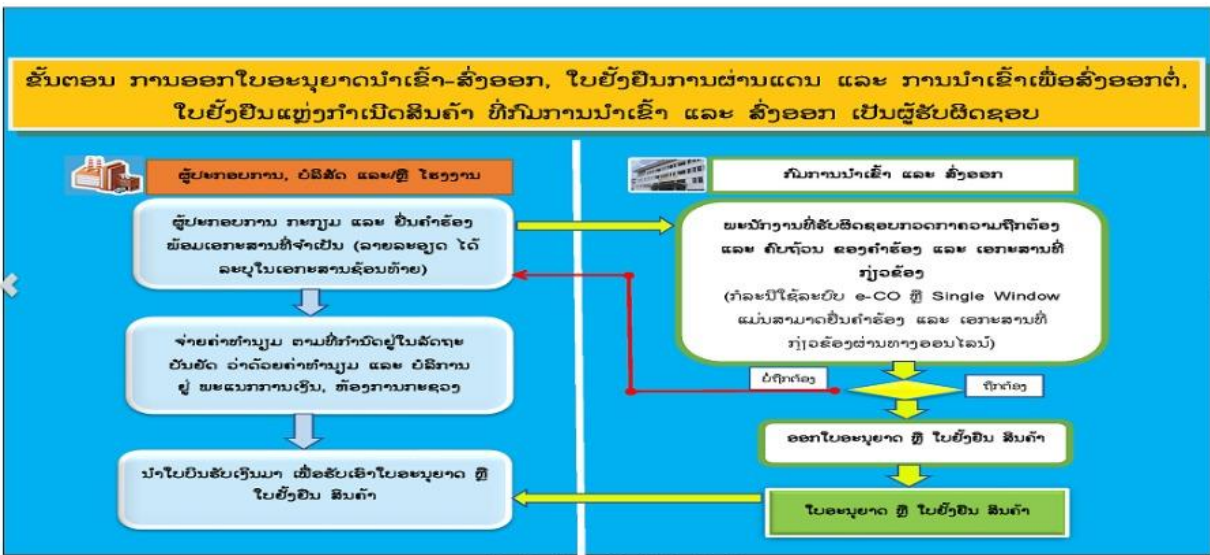 ຂັ້ນຕອນ ການອອກໃບອະນຸຍາດນຳເຂົ້າ-ສົ່ງອອກ, ໃບຢັ້ງຢືນການຜ່ານແດນ ແລະ ການນຳເຂົ້າເພື່ອສົ່ງອອກຕໍ່,
ໃບຢັ້ງຢືນແຫຼ່ງກຳເນີດສິນຄ້າ ທີ່ກົມການນຳເຂົ້າ ແລະ ສົ່ງອອກ ເປັນຜູ້ຮັບຜິດຊອບ
ຜູ້ປະກອບການ, ບໍລິສັດ ແລະ/ຫຼື ໂຮງງານ
ຜູ້ປະກອບການ ກະກຽມ ແລະ ຍື່ນຄຳຮ້ອງ
ພ້ອມເອກະສານທີ່ຈຳເປັນ (ລາຍລະອຽດ ໄດ້
ລະບຸໃນເອກະສານຊ້ອນທ້າຍ)
ຈ່າຍຄ່າທຳນຽມ ຕາມທີ່ກຳນົດຢູ່ໃນລັດຖະ
ບັນຍັດ ວ່າດ້ວຍຄ່າທຳນຽມ ແລະ ບໍລິການ
ຢູ່ ພະແນກການເງິນ, ຫ້ອງການກະຊວງ
ນຳໃບບິນຮັບເງິນມາ ເພື່ອຮັບເອົາໃບອະນຸຍາດ ຫຼື
ໃບຢັ້ງຢືນ ສິນຄ້າ
ກົມການນຳເຂົ້າ ແລະ ສົ່ງອອກ
ພະນັກງານທີ່ຮັບຜິດຊອບກວດກາຄວາມຖືກຕ້ອງ
ແລະ ຄົບຖ້ວນ ຂອງຄຳຮ້ອງ ແລະ ເອກະສານທີ່
ກ່ຽວຂ້ອງ
(ກໍລະນີໃຊ້ລະບົບ e-CO ຫຼື Single Window
ແມ່ນສາມາດຍື່ນຄຳຮ້ອງ ແລະ ເອກະສານທີ່
ກ່ຽວຂ້ອງຜ່ານທາງອອນໄລນ໌)
ບໍ່ຖືກຕ້ອງ
ຖືກຕ້ອງ
ອອກໃບອະນຸຍາດ ຫຼື ໃບຢັ້ງຢືນ ສິນຄ້າ
ໃບອະນຸຍາດ ຫຼື ໃບຢັ້ງຢືນ ສິນຄ້າ